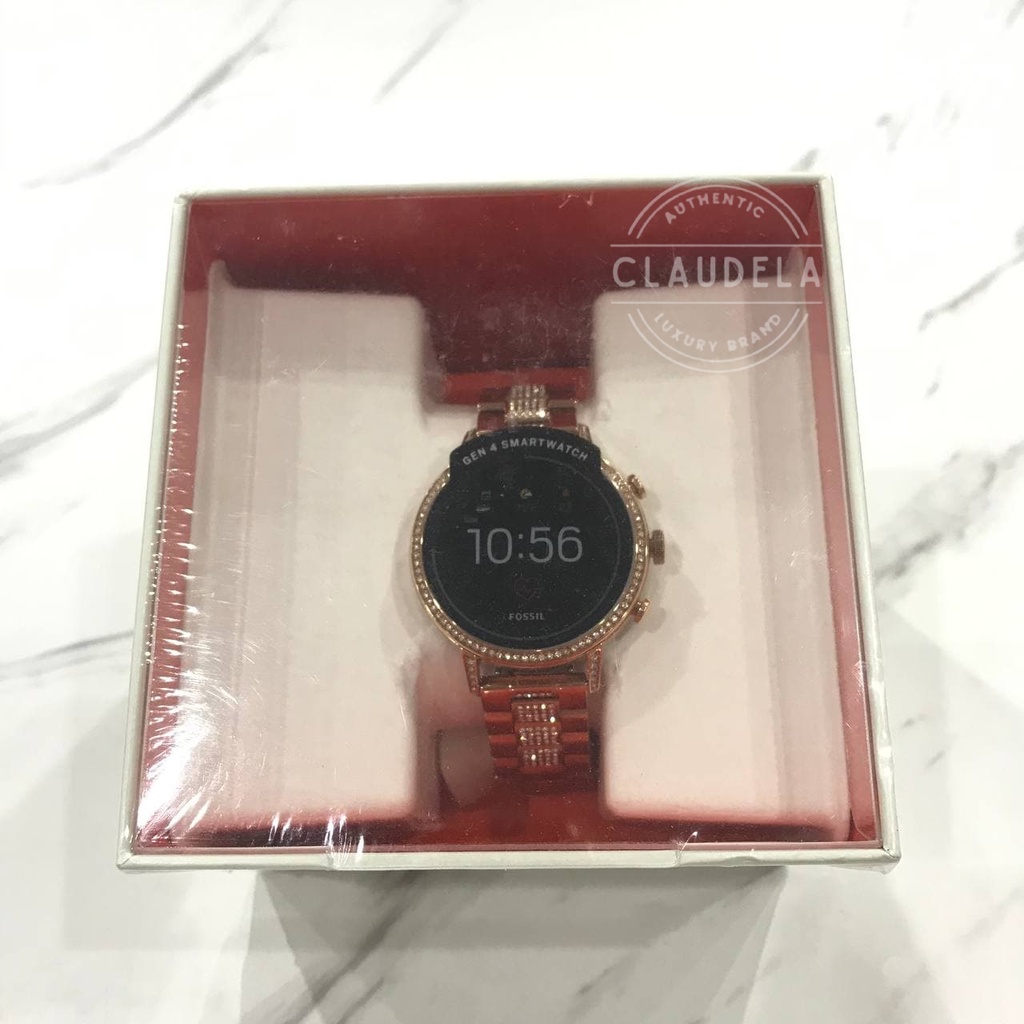 AUTHENTIC
CLAUDELA
LUXURY BRAND
GEN 4 SMARTWATCH
10:56
FOSSIL